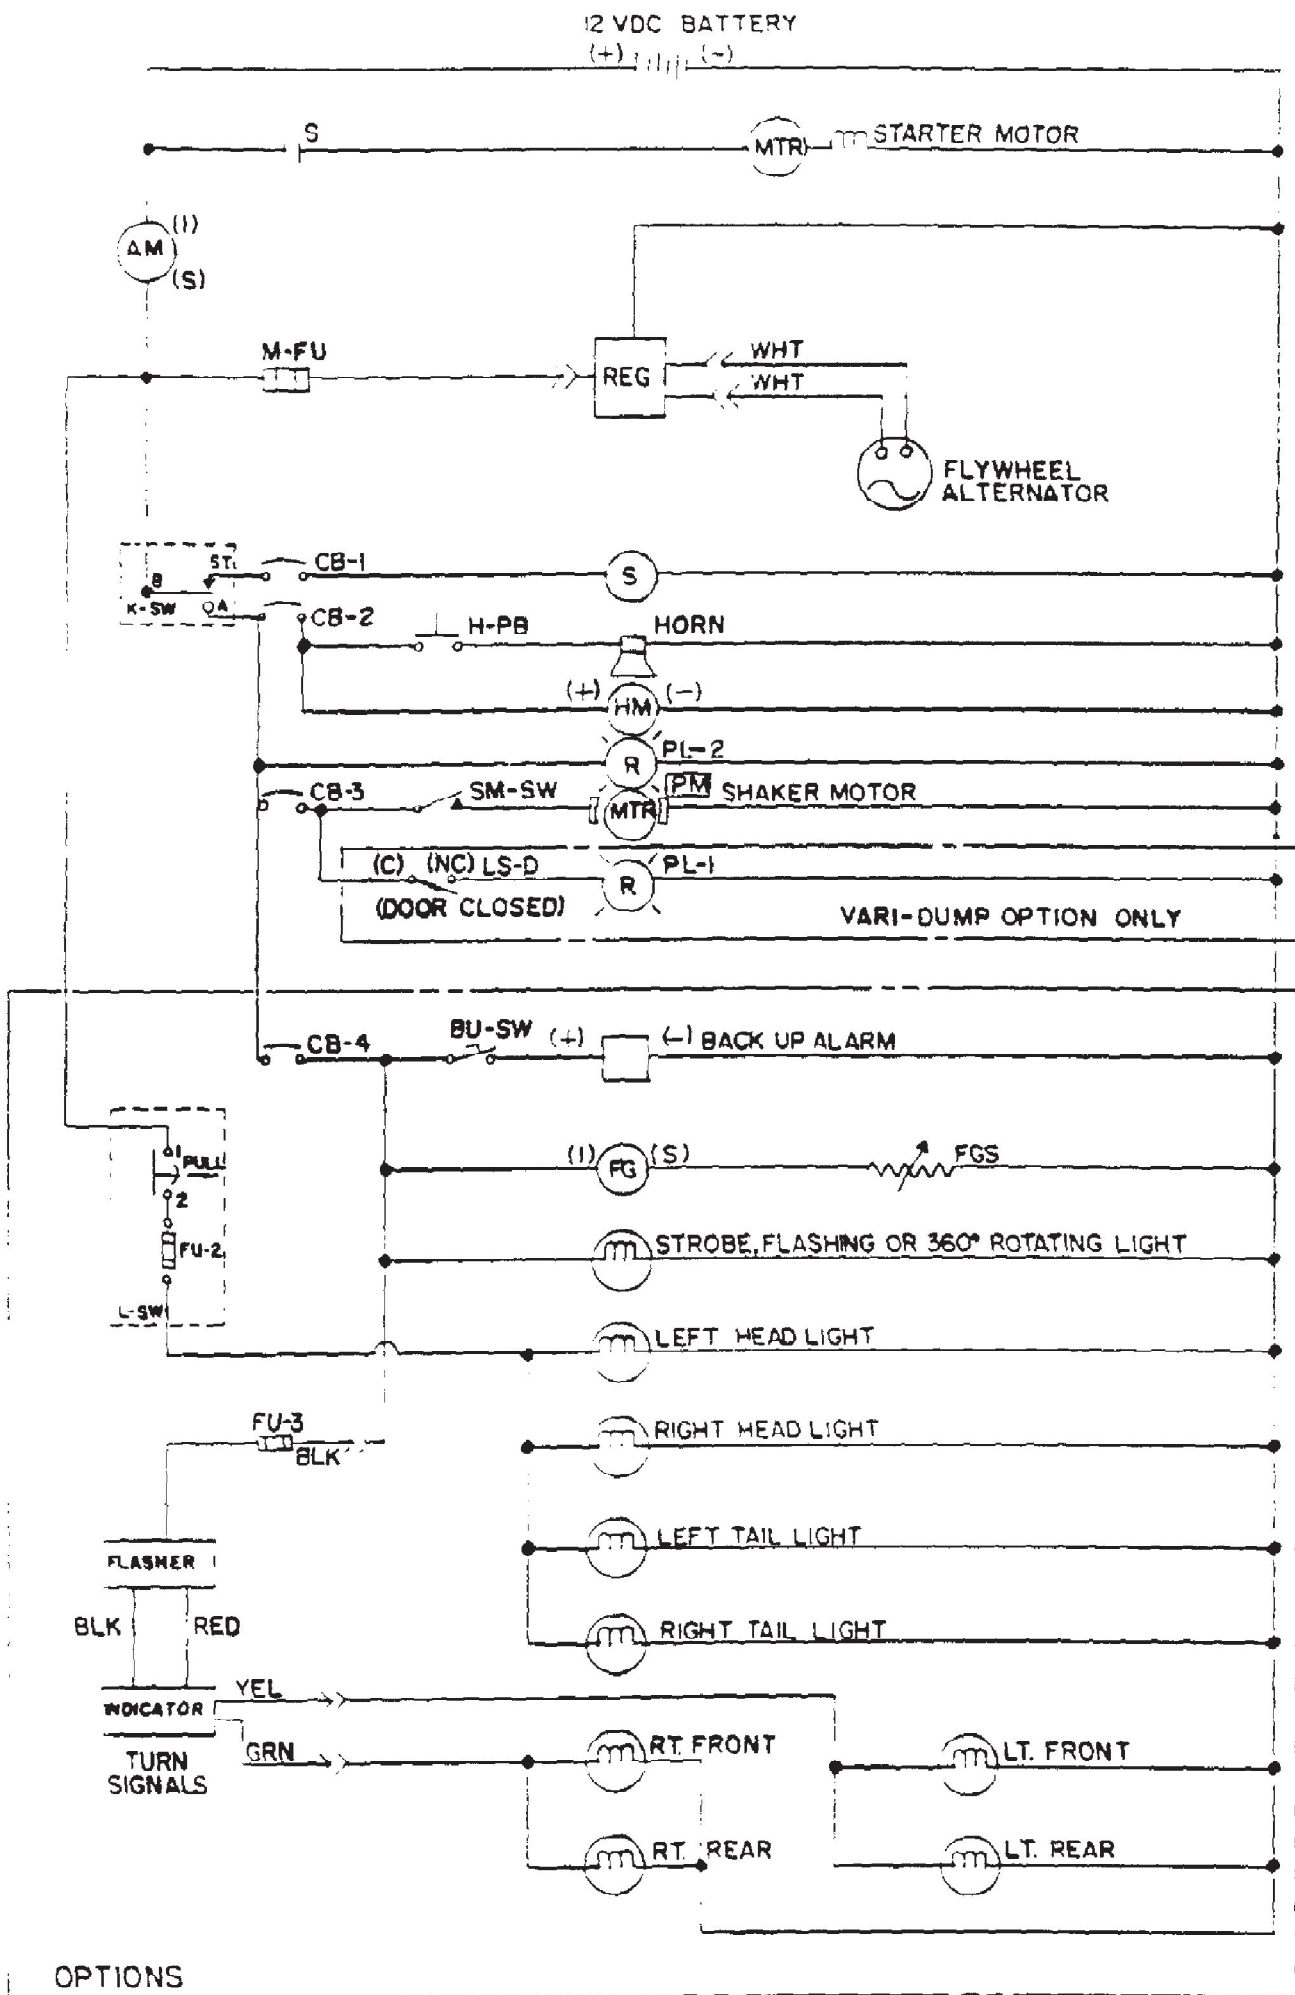 12 VDC BATTERY
(+) (-)
S
MTR STARTER MOTOR
(I)
AM
(S)
M-FU
REG
WHT
WHT
FLYWHEEL
ALTERNATOR
ST.
B
K-SW
A
CB-1
S
CB-2
H-PB
HORN
(+) HM (-)
R PL-2
CB-3
SM-SW
MTR
PM SHAKER MOTOR
(C) (NC) LS-D
R PL-1
(DOOR CLOSED)
VARI-DUMP OPTION ONLY
CB-4
BU-SW
(+) (-) BACK UP ALARM
1
PULL
2
FU-2
L-SW
(I) FG (S)
FGS
STROBE, FLASHING OR 360° ROTATING LIGHT
LEFT HEAD LIGHT
FU-3
BLK
RIGHT HEAD LIGHT
FLASHER
LEFT TAIL LIGHT
BLK RED
RIGHT TAIL LIGHT
INDICATOR
YEL
GRN
TURN
SIGNALS
RT. FRONT
LT. FRONT
RT. REAR
LT. REAR
OPTIONS